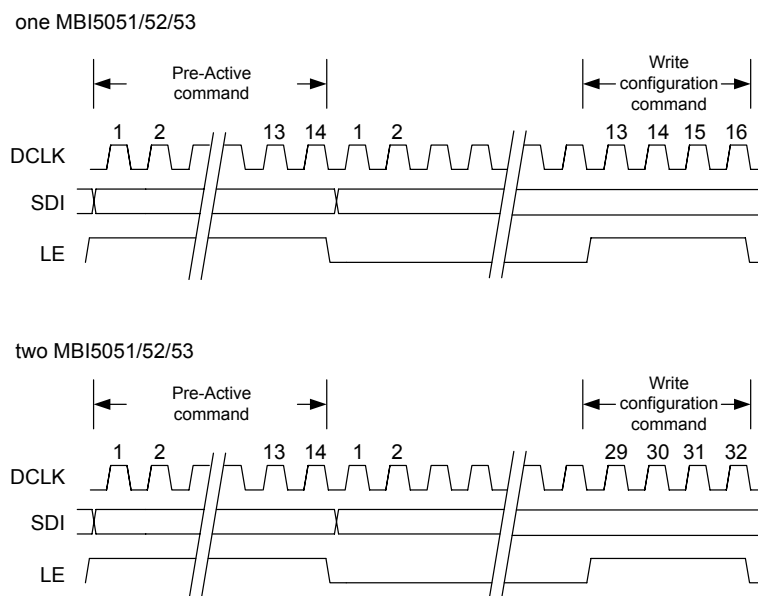 one MBI5051/52/53
Pre-Active
command
Write
configuration
command
1 2 13 14 1 2 13 14 15 16
DCLK
SDI
LE
two MBI5051/52/53
Pre-Active
command
Write
configuration
command
1 2 13 14 1 2 29 30 31 32
DCLK
SDI
LE